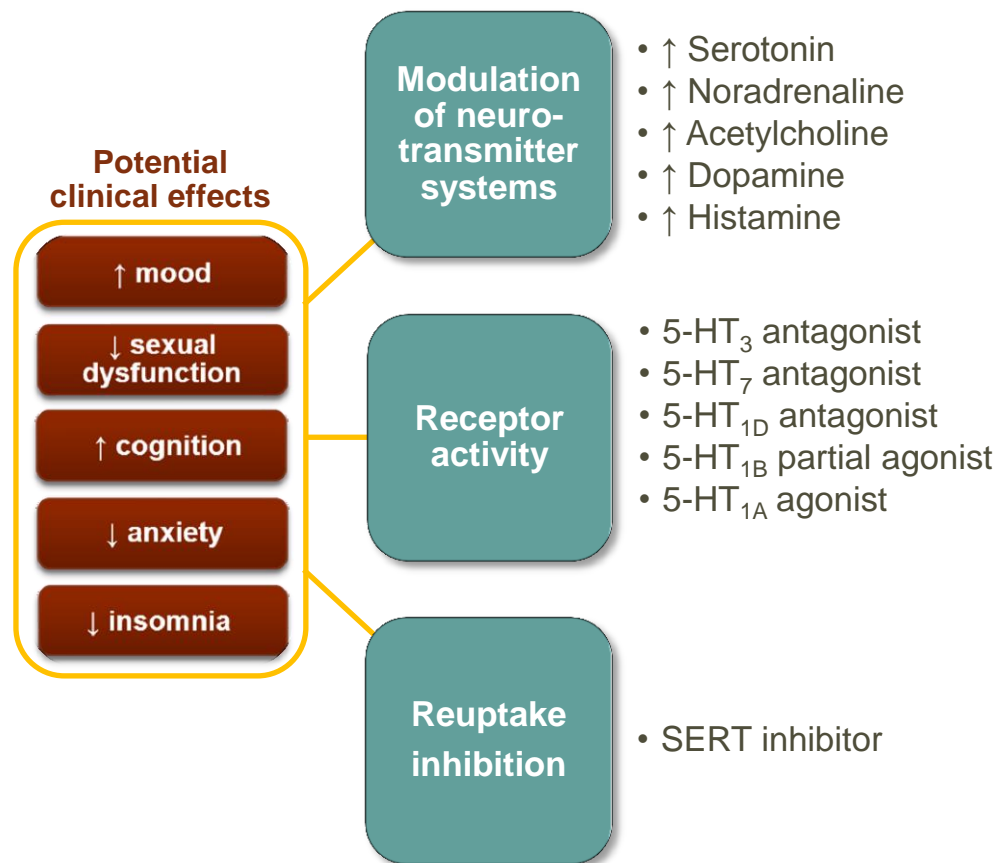 Potential
clinical effects
↑ mood
↓ sexual
dysfunction
↑ cognition
↓ anxiety
↓ insomnia
Modulation
of neuro-
transmitter
systems
• ↑ Serotonin
• ↑ Noradrenaline
• ↑ Acetylcholine
• ↑ Dopamine
• ↑ Histamine
Receptor
activity
• 5-HT₃ antagonist
• 5-HT₇ antagonist
• 5-HT1D antagonist
• 5-HT1B partial agonist
• 5-HT1A agonist
Reuptake
inhibition
• SERT inhibitor